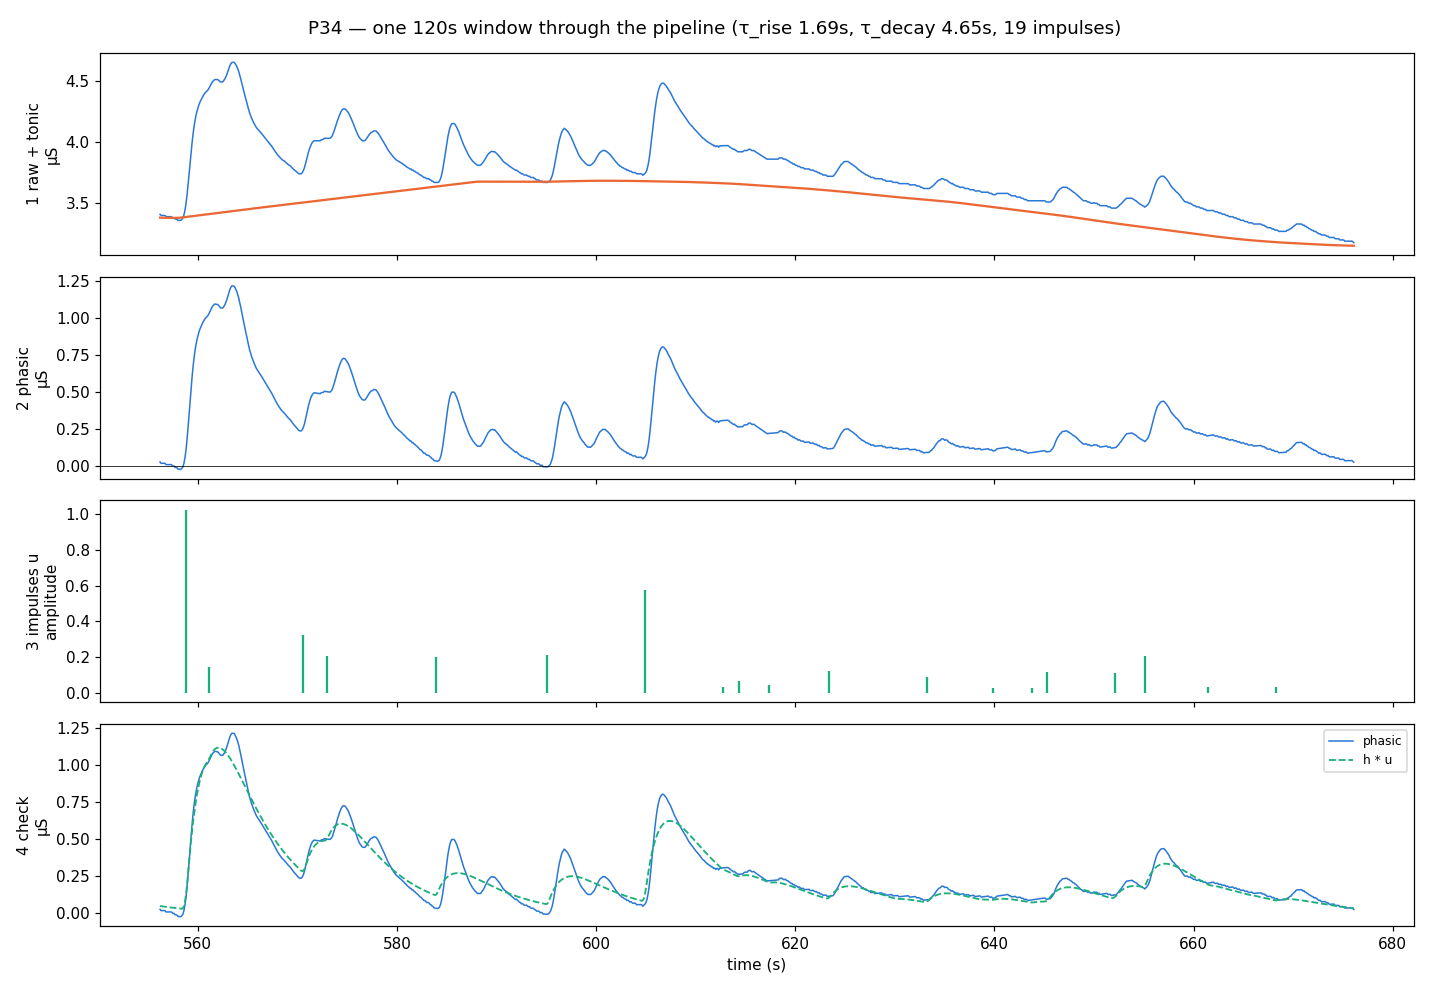 P34 — one 120s window through the pipeline (τ_rise 1.69s, τ_decay 4.65s, 19 impulses)
1 raw + tonic
µS
4.5
4.0
3.5
2 phasic
µS
1.25
1.00
0.75
0.50
0.25
0.00
3 impulses u
amplitude
1.0
0.8
0.6
0.4
0.2
0.0
4 check
µS
1.25
1.00
0.75
0.50
0.25
0.00
phasic
h * u
560 580 600 620 640 660 680
time (s)